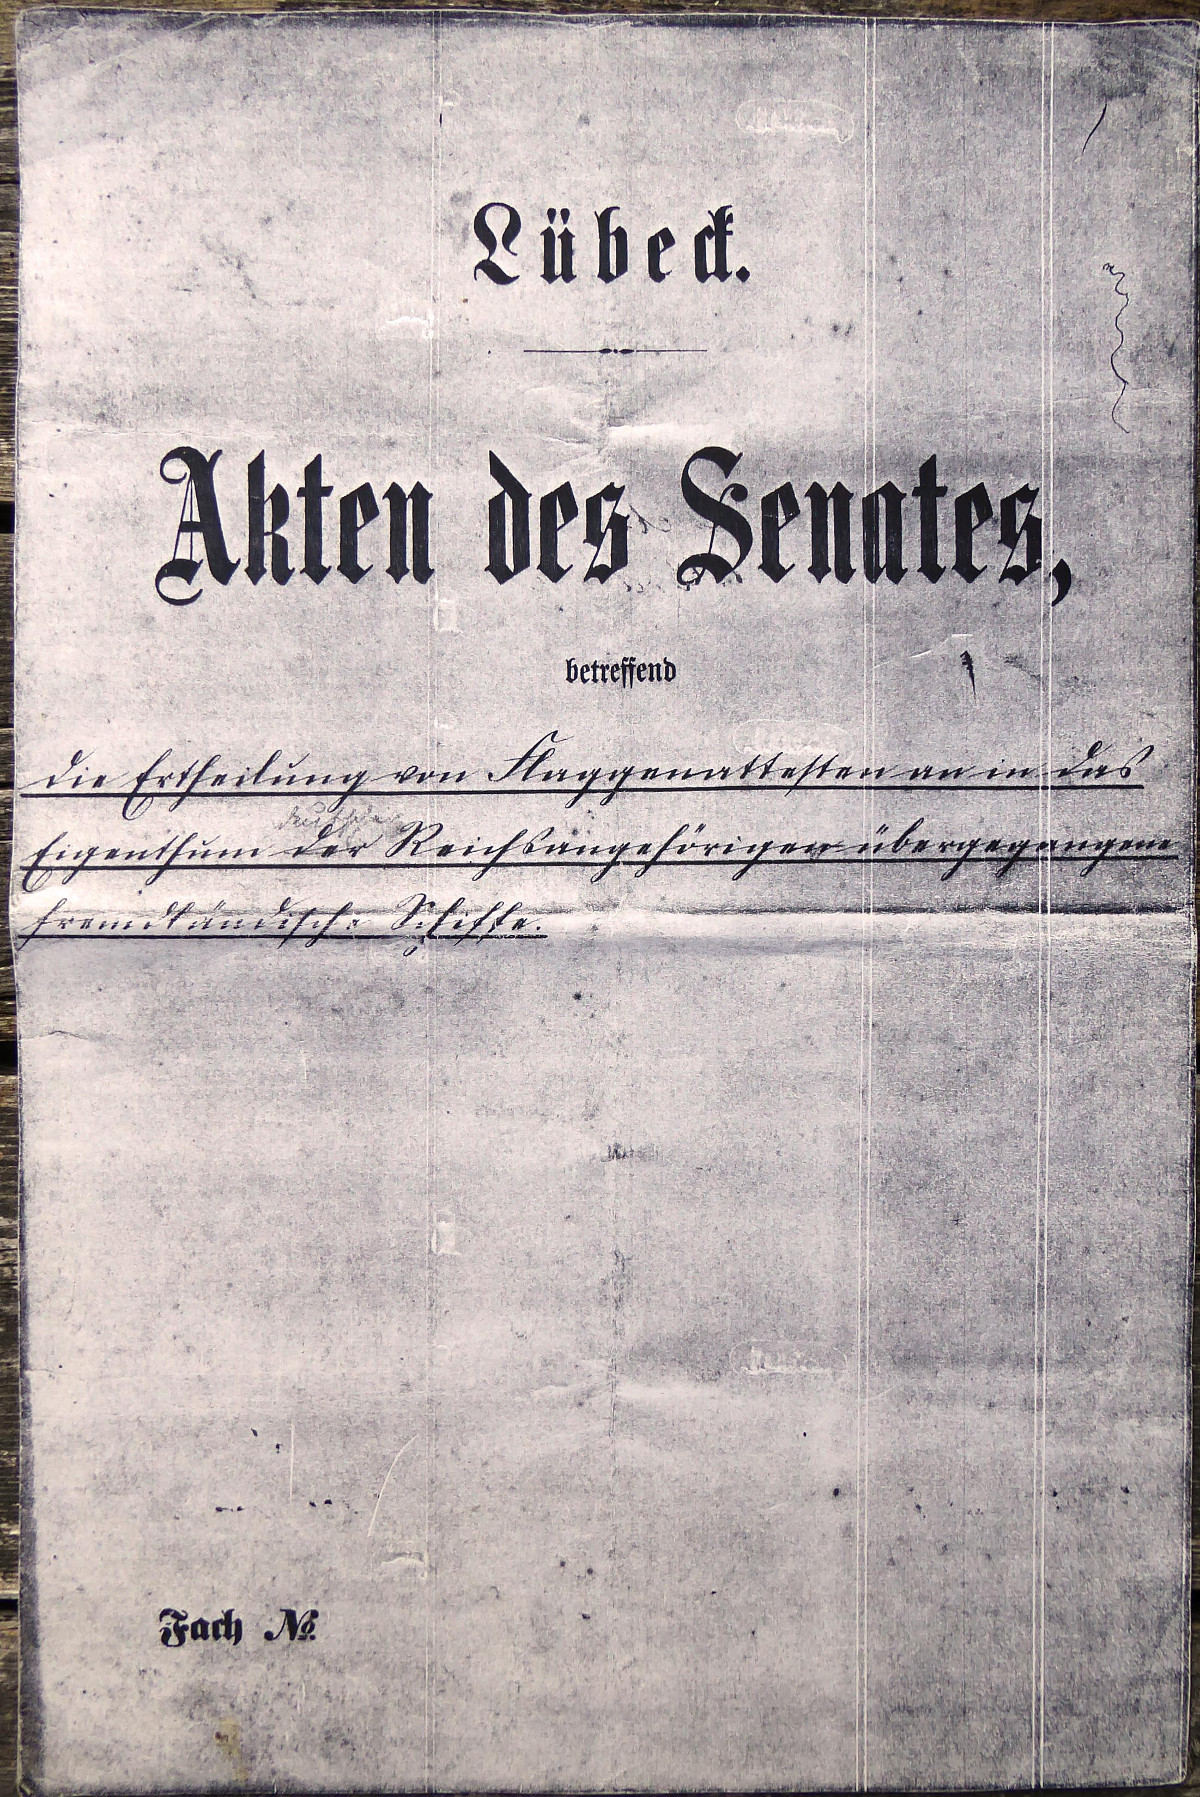 Lübeck.
Akten des Senates,
betreffend
die Ertheilung von Flaggenattesten an in das
deutscher
Eigenthum der Reichsangehörigen übergegangene
fremdländische Schiffe.
Fach №